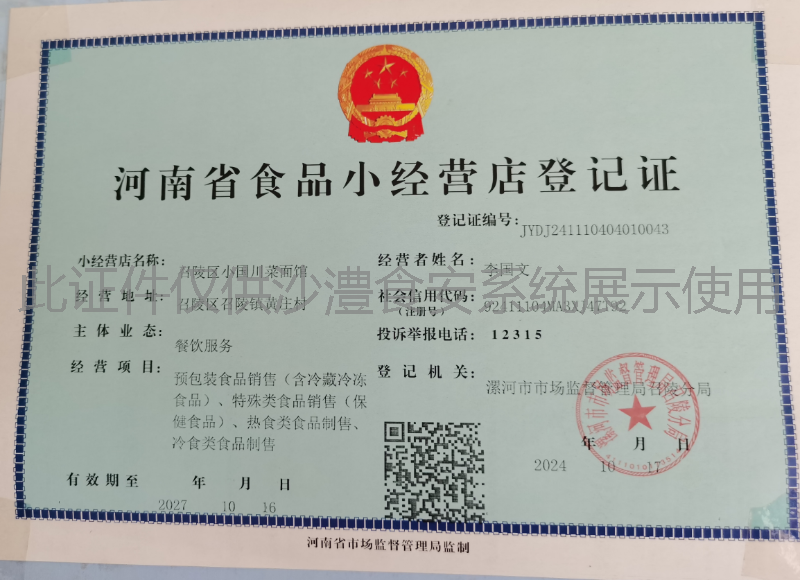 河南省食品小经营店登记证
登记证编号: JYDJ241110404010043
小经营店名称: 召陵区小国川菜面馆
经营者姓名: 李国文
此证件仅供沙澧食安系统展示使用
经营地址: 召陵区召陵镇黄庄村
社会信用代码:
(注册号)
主体业态: 餐饮服务
投诉举报电话: 12315
经营项目: 预包装食品销售（含冷藏冷冻
食品）、特殊类食品销售（保
健食品）、热食类食品制售、
冷食类食品制售
登记机关: 漯河市市场监督管理局召陵分局
年 月 日
2024 10 17
有效期至 年 月 日
2027 10 16
河南省市场监督管理局监制